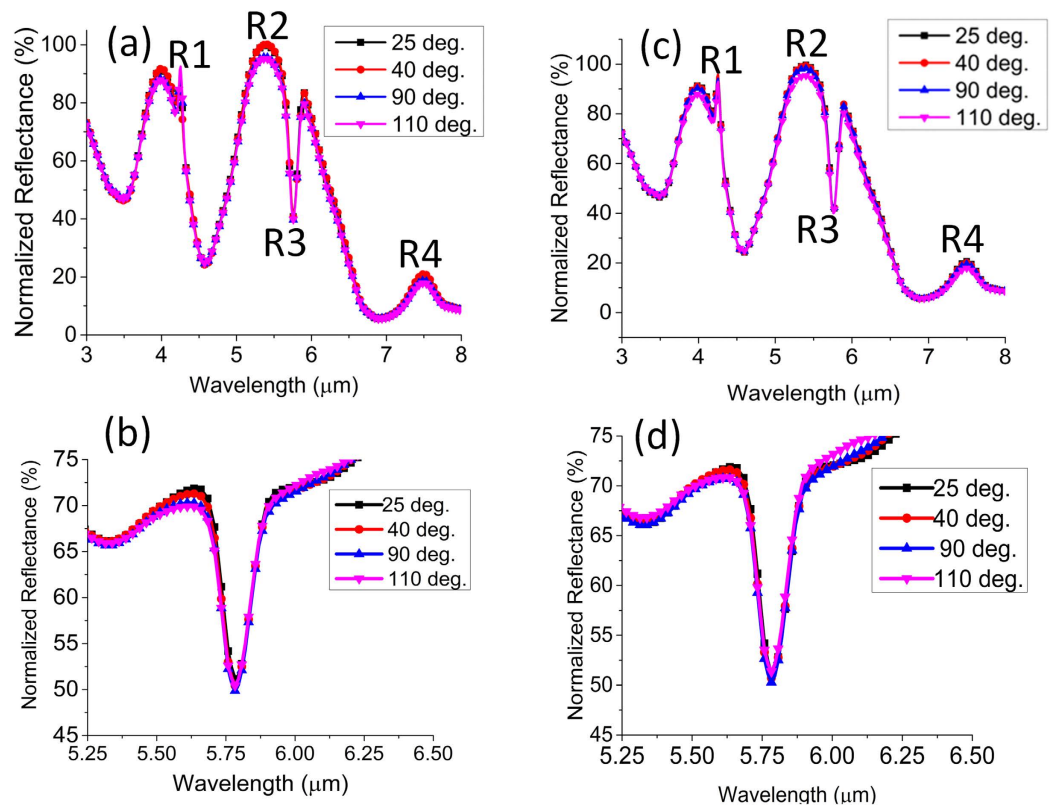 (a)
R1
R2
R3
R4
25 deg.
40 deg.
90 deg.
110 deg.
Normalized Reflectance (%)
100
80
60
40
20
0
3 4 5 6 7 8
Wavelength (μm)
(c)
R1
R2
R3
R4
25 deg.
40 deg.
90 deg.
110 deg.
Normalized Reflectance (%)
100
80
60
40
20
0
3 4 5 6 7 8
Wavelength (μm)
(b)
25 deg.
40 deg.
90 deg.
110 deg.
Normalized Reflectance (%)
75
70
65
60
55
50
45
5.25 5.50 5.75 6.00 6.25 6.50
Wavelength (μm)
(d)
25 deg.
40 deg.
90 deg.
110 deg.
Normalized Reflectance (%)
75
70
65
60
55
50
45
5.25 5.50 5.75 6.00 6.25 6.50
Wavelength (μm)